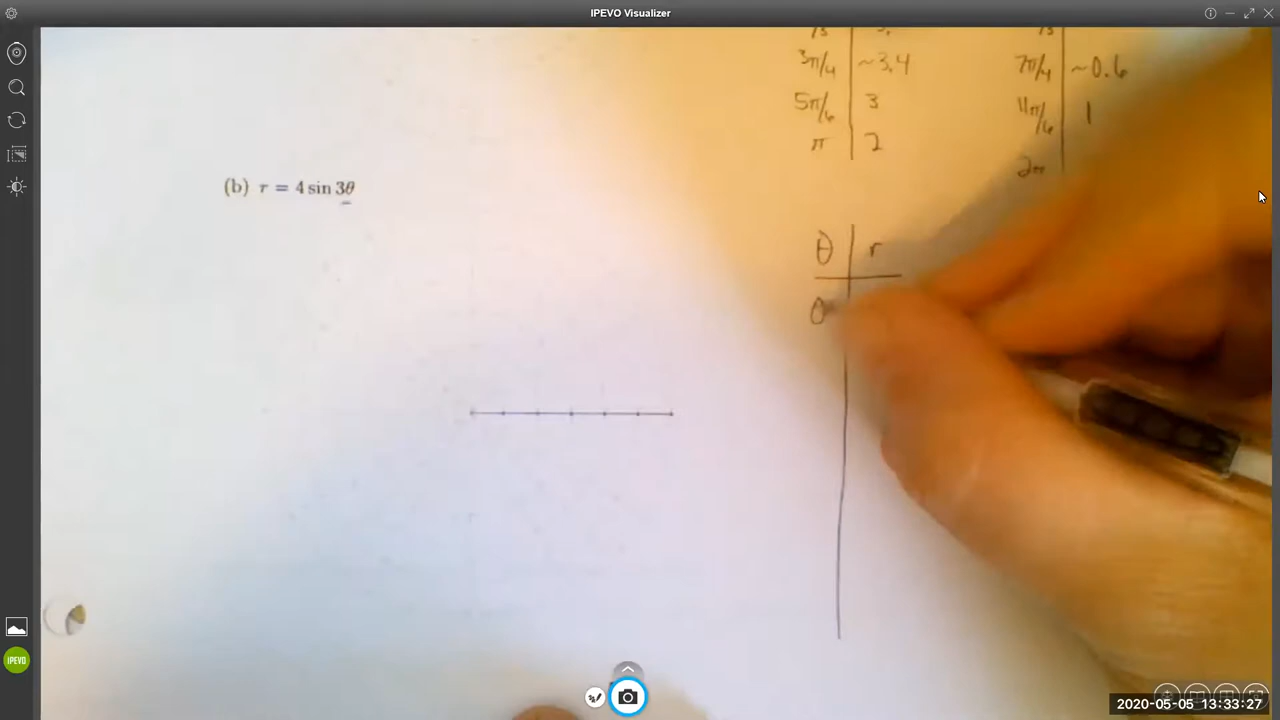 IPEVO Visualizer
3π/4 ~3.4
5π/6 3
π 2
7π/4 ~0.6
11π/6 1
2π
(b) r = 4 sin 3θ
θ r
0
IPEVO
2020-05-05 13:33:27